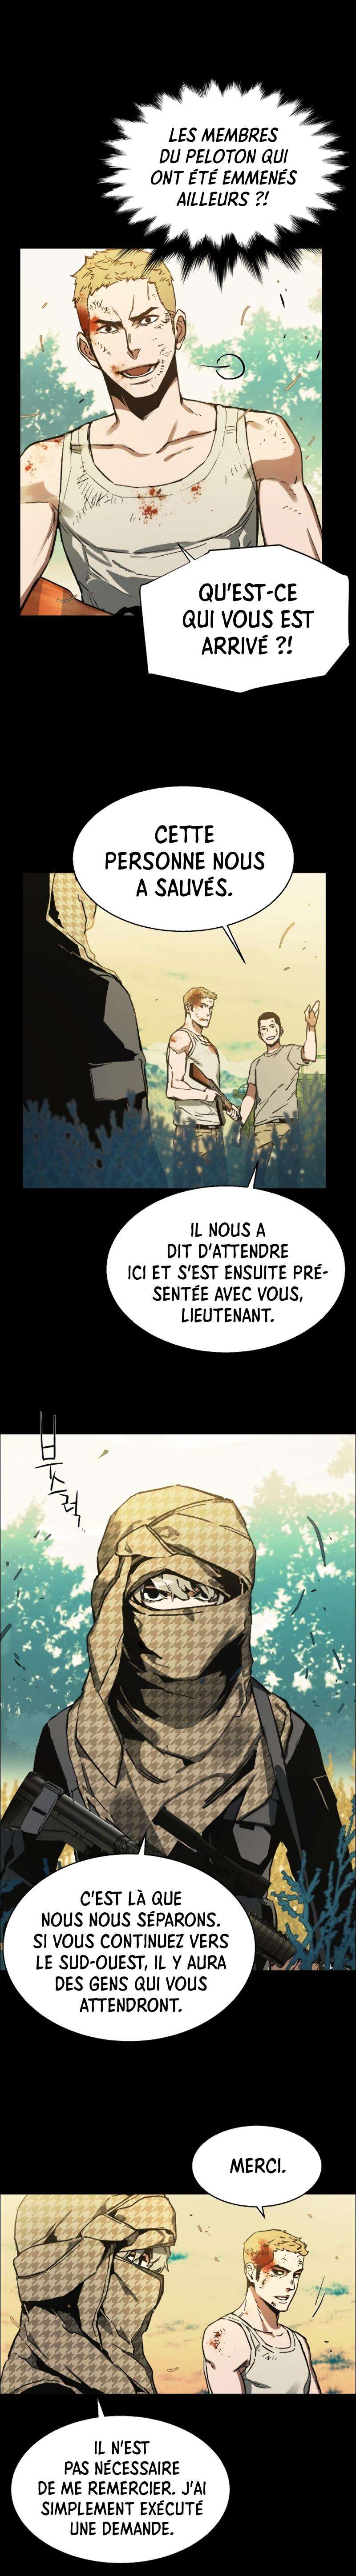 LES MEMBRES
DU PELOTON QUI
ONT ÉTÉ EMMENÉS
AILLEURS ?!
QU'EST-CE
QUI VOUS EST
ARRIVÉ ?!
CETTE
PERSONNE NOUS
A SAUVÉS.
IL NOUS A
DIT D'ATTENDRE
ICI ET S'EST ENSUITE PRÉ-
SENTÉE AVEC VOUS,
LIEUTENANT.
부스럭
C'EST LÀ QUE
NOUS NOUS SÉPARONS.
SI VOUS CONTINUEZ VERS
LE SUD-OUEST, IL Y AURA
DES GENS QUI VOUS
ATTENDRONT.
MERCI.
IL N'EST
PAS NÉCESSAIRE
DE ME REMERCIER. J'AI
SIMPLEMENT EXÉCUTÉ
UNE DEMANDE.